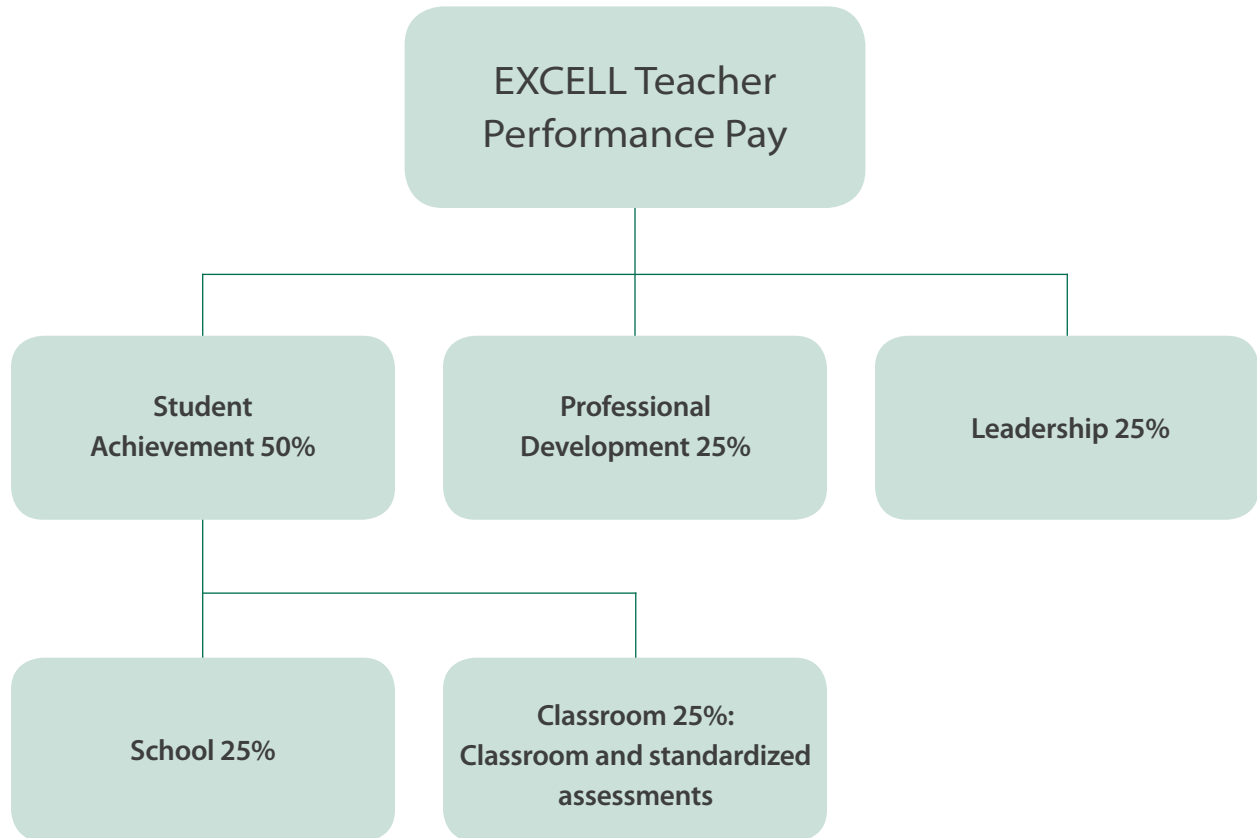 EXCELL Teacher
Performance Pay
Student
Achievement 50%
Professional
Development 25%
Leadership 25%
School 25%
Classroom 25%:
Classroom and standardized
assessments